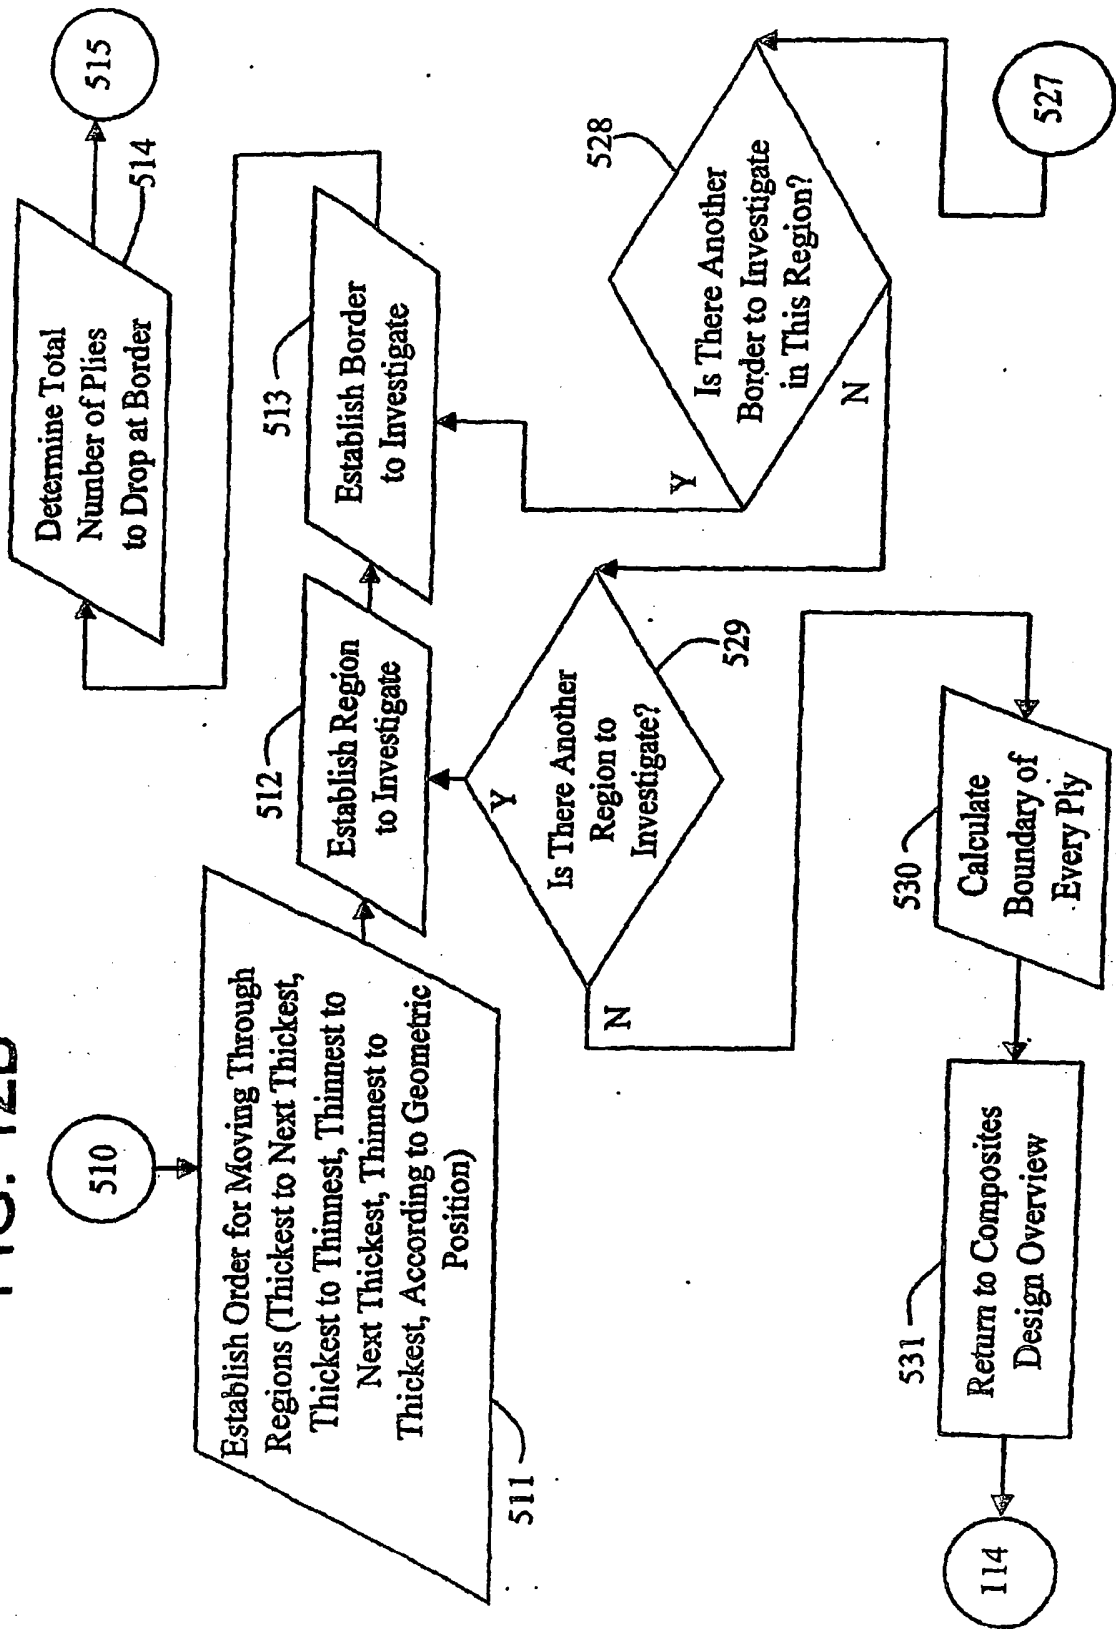 510
Establish Order for Moving Through
Regions (Thickest to Next Thickest,
Thickest to Thinnest, Thinnest to
Next Thickest, Thinnest to
Thickest, According to Geometric
Position)
511
512
Establish Region
to Investigate
513
Establish Border
to Investigate
Determine Total
Number of Plies
to Drop at Border
514
515
Is There Another
Region to
Investigate?
Y
N
529
528
Is There Another
Border to Investigate
in This Region?
Y
N
527
530
Calculate
Boundary of
Every Ply
531
Return to Composites
Design Overview
114